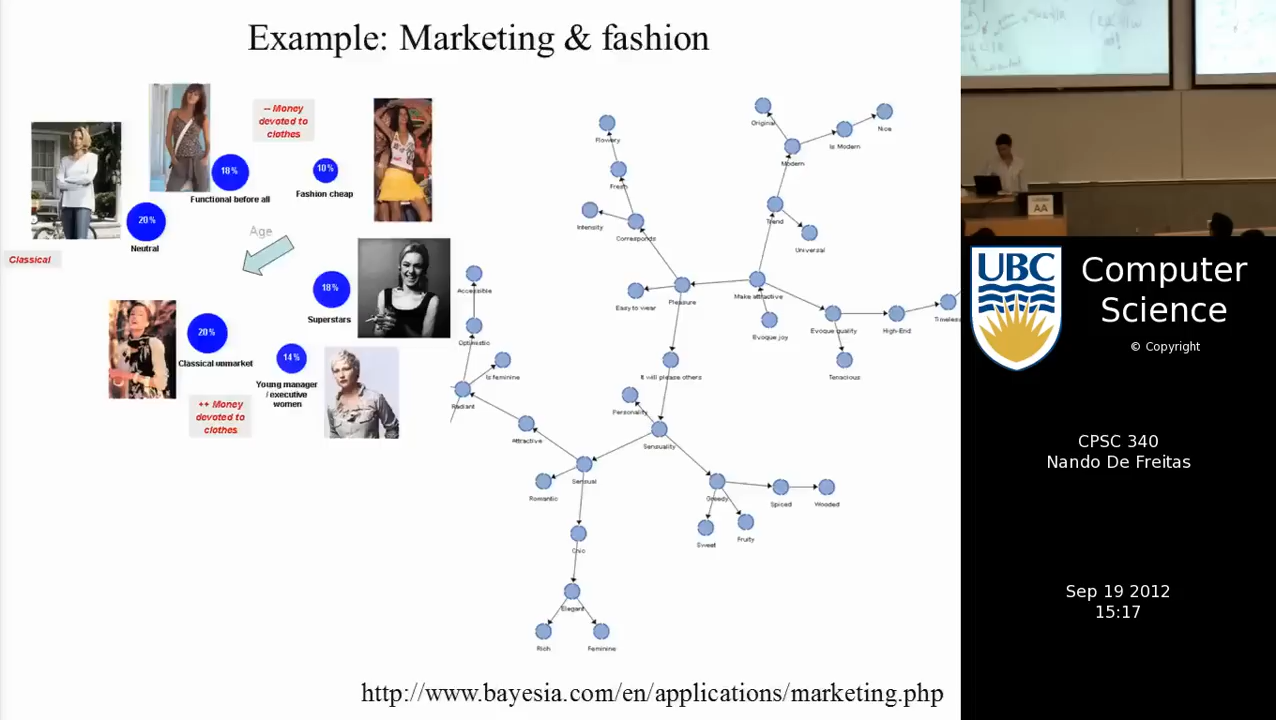 Example: Marketing & fashion
-- Money
devoted to
clothes
18%
Functional before all
10%
Fashion cheap
20%
Neutral
Age
Classical
18%
Superstars
20%
Classical upmarket
14%
Young manager
/ executive
women
++ Money
devoted to
clothes
Original
Nice
Is Modern
Modern
Flowery
Fresh
Intensity
Corresponds
Trend
Universal
Accessible
Easy to wear
Pleasure
Make attractive
Evoque joy
Evoque quality
High-End
Timeless
Tenacious
Optimistic
Is feminine
It will please others
Radiant
Personality
Attractive
Sensuality
Sensual
Romantic
Greedy
Spiced
Wooded
Sweet
Fruity
Chic
Elegant
Rich
Feminine
http://www.bayesia.com/en/applications/marketing.php
AA
UBC
Computer
Science
© Copyright
CPSC 340
Nando De Freitas
Sep 19 2012
15:17